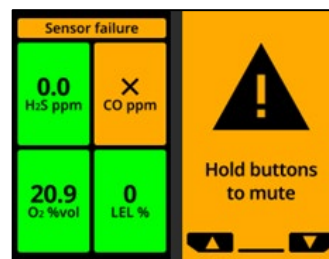 Sensor failure
0.0
H₂S ppm
×
CO ppm
20.9
O₂ %vol
0
LEL %
!
Hold buttons
to mute